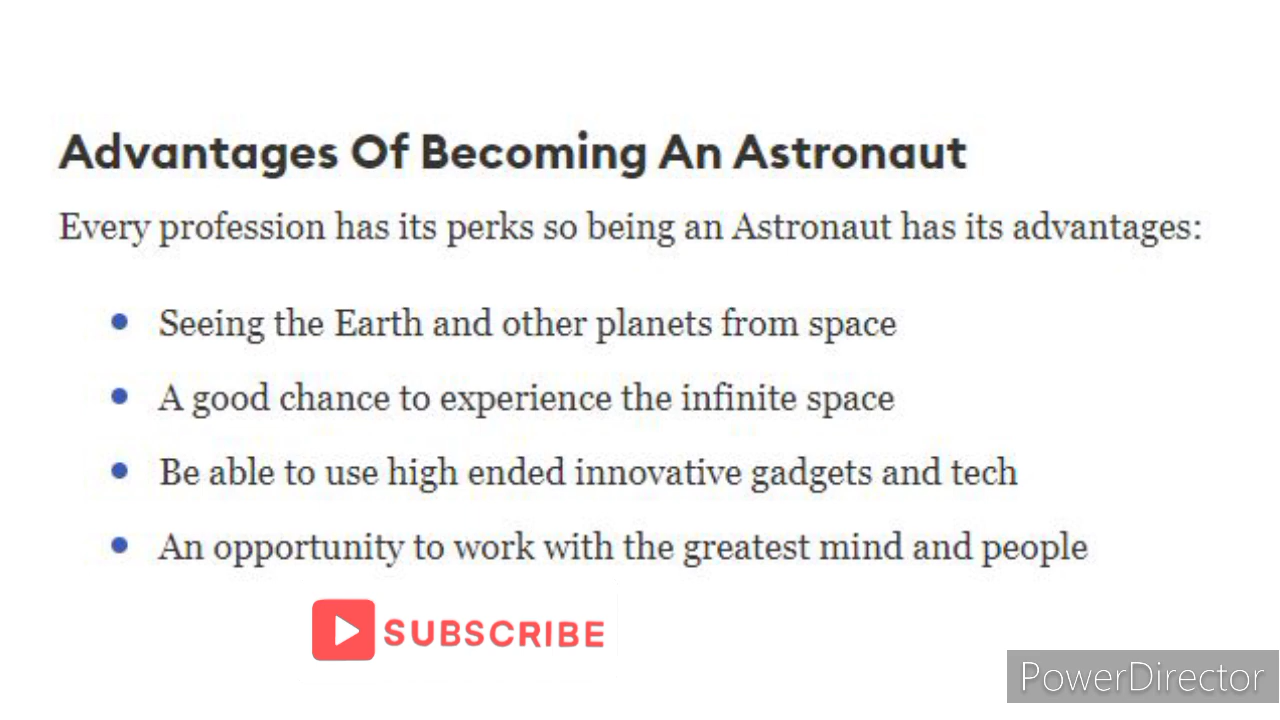 Advantages Of Becoming An Astronaut
Every profession has its perks so being an Astronaut has its advantages:
Seeing the Earth and other planets from space
A good chance to experience the infinite space
Be able to use high ended innovative gadgets and tech
An opportunity to work with the greatest mind and people
SUBSCRIBE
PowerDirector